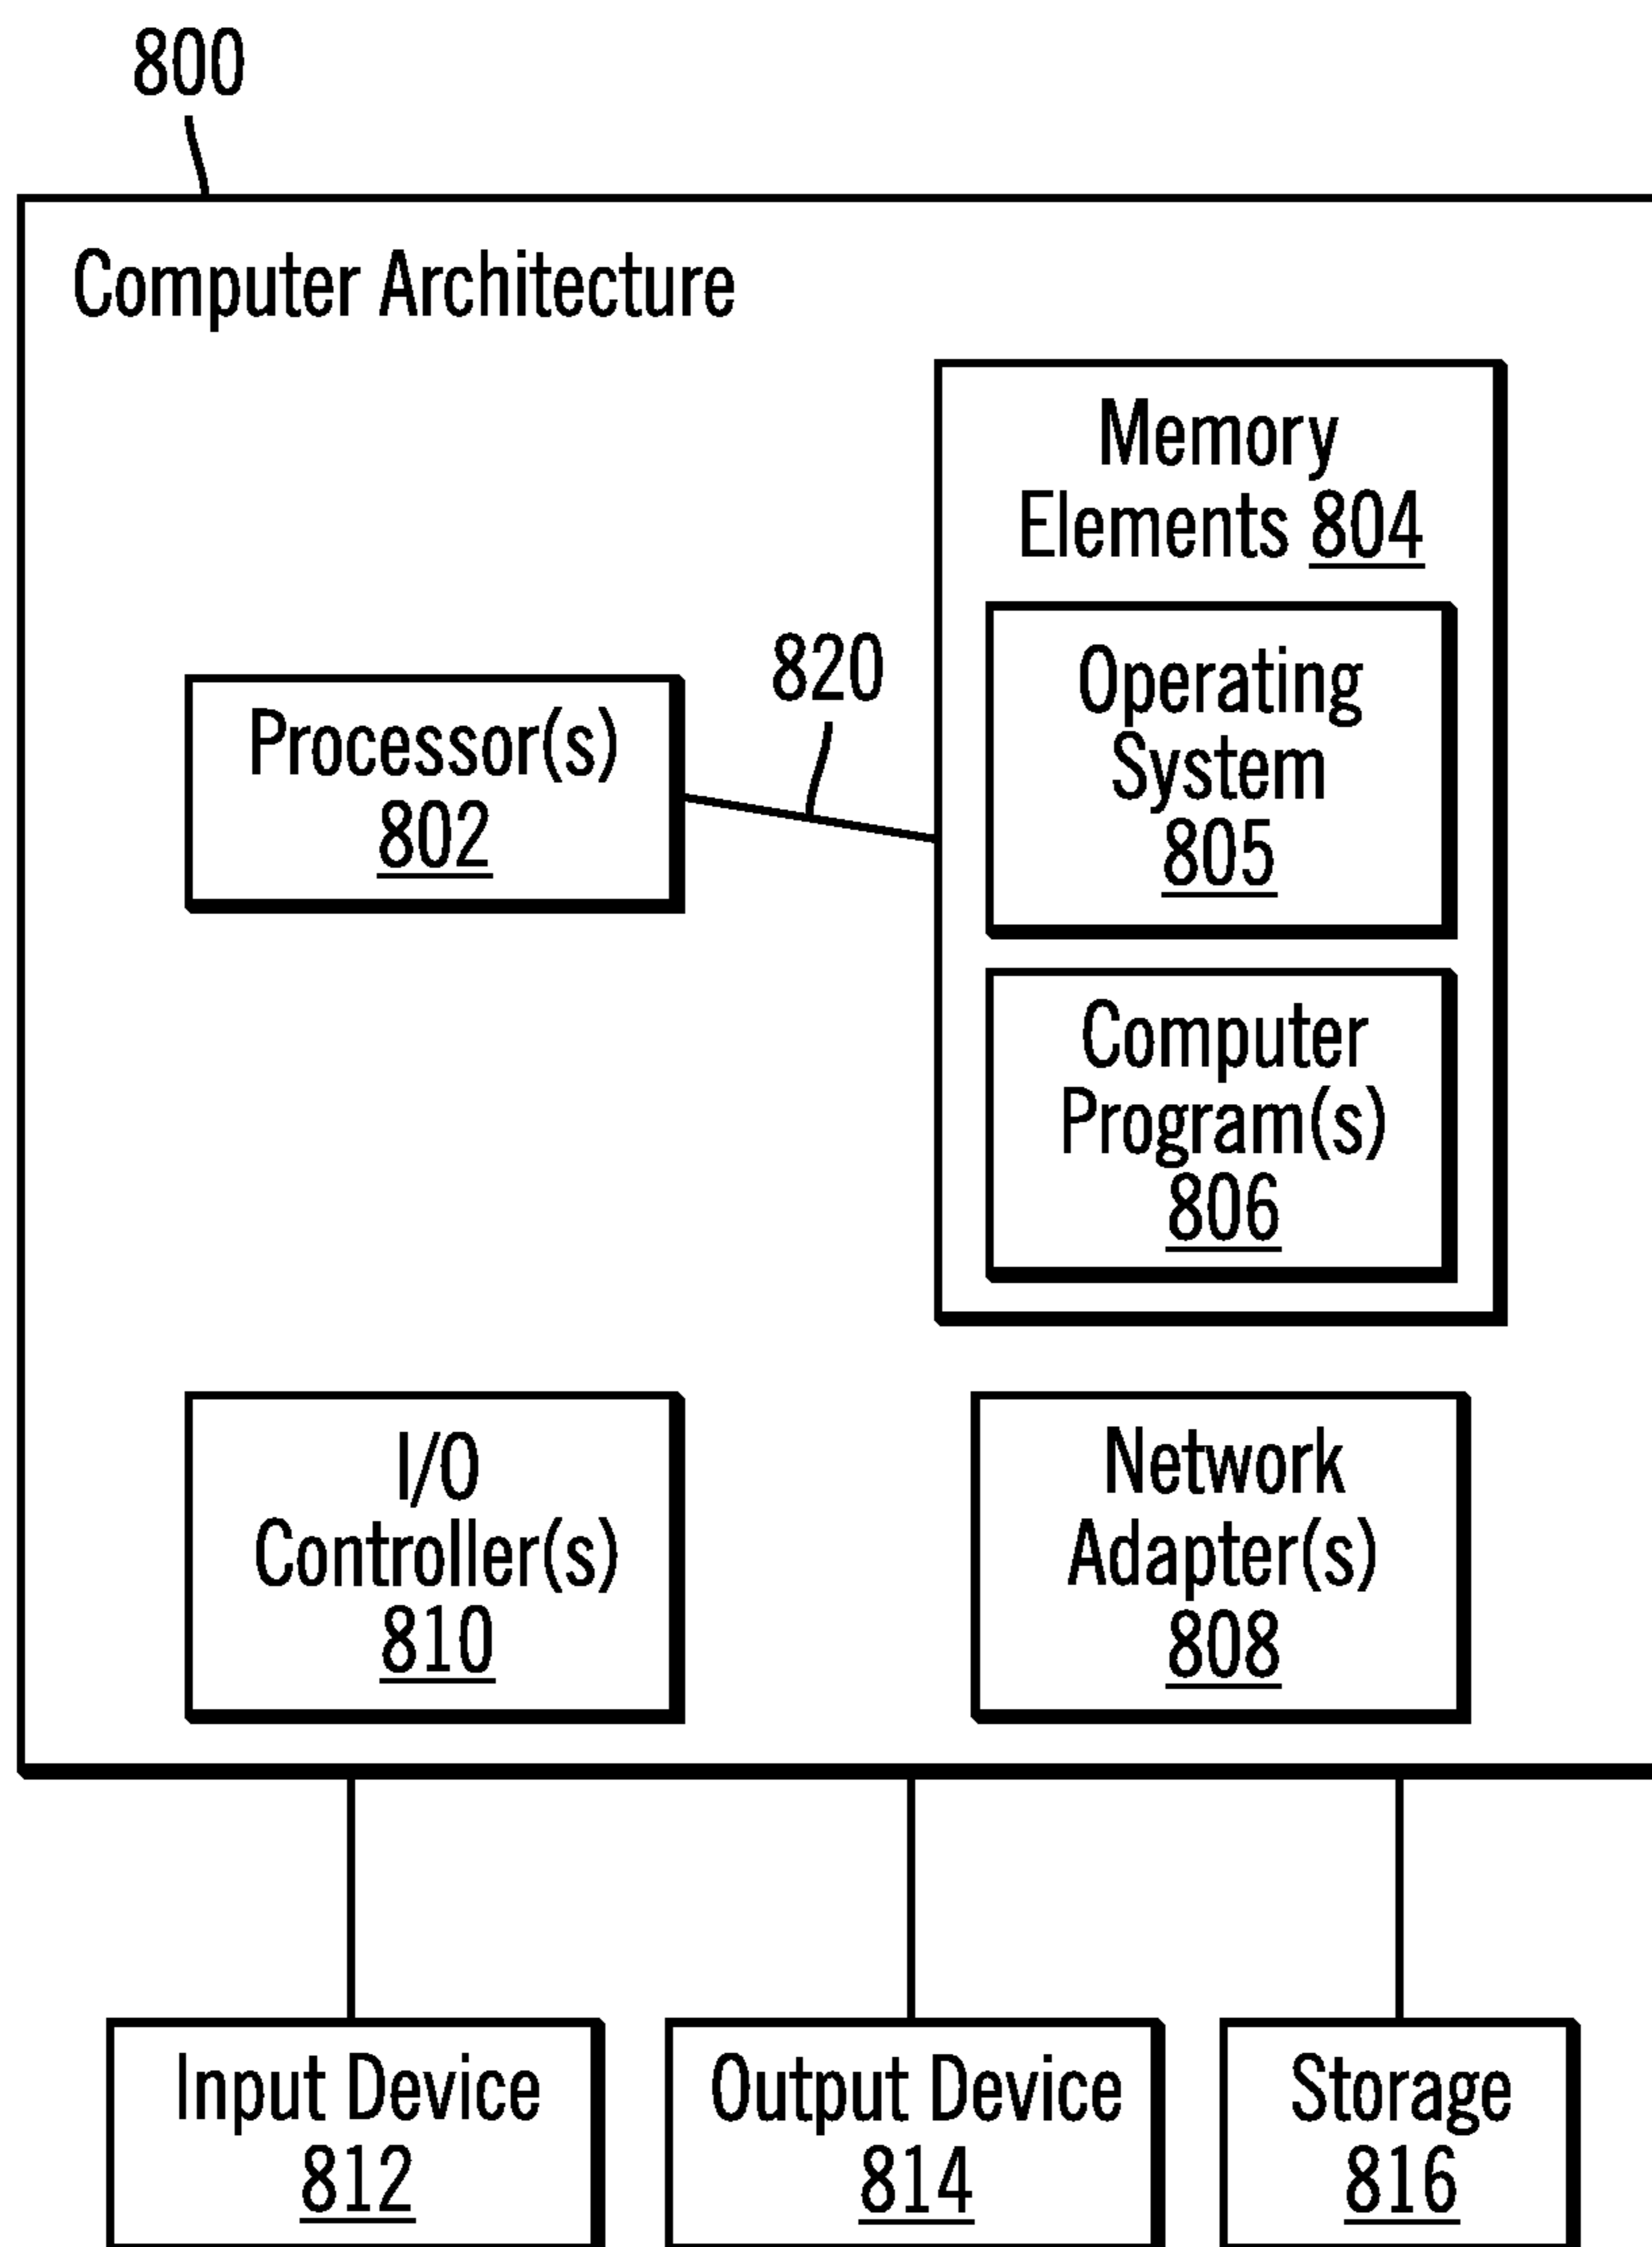 800
Computer Architecture
Memory
Elements 804
820
Operating
System
805
Processor(s)
802
Computer
Program(s)
806
I/O
Controller(s)
810
Network
Adapter(s)
808
Input Device
812
Output Device
814
Storage
816